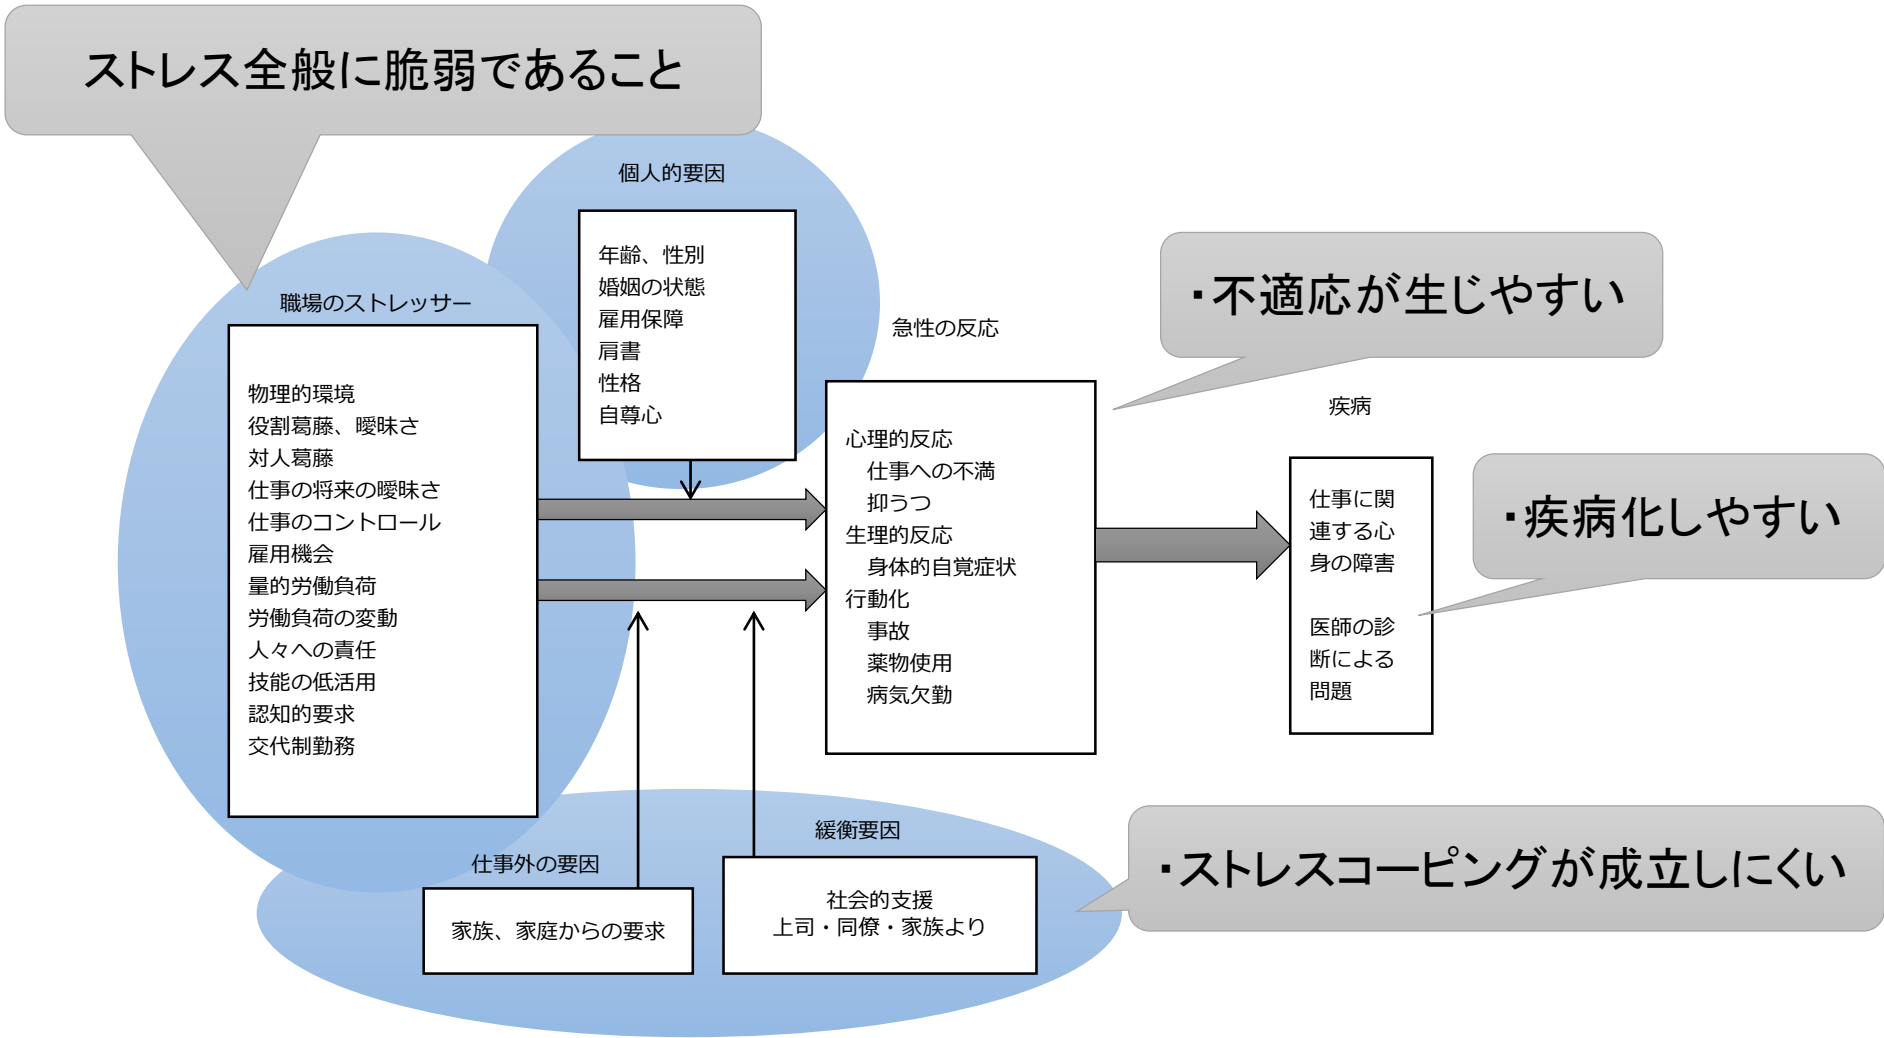 ストレス全般に脆弱であること
個人的要因
年齢、性別
婚姻の状態
雇用保障
肩書
性格
自尊心
職場のストレッサー
物理的環境
役割葛藤、曖昧さ
対人葛藤
仕事の将来の曖昧さ
仕事のコントロール
雇用機会
量的労働負荷
労働負荷の変動
人々への責任
技能の低活用
認知的要求
交代制勤務
急性の反応
心理的反応
仕事への不満
抑うつ
生理的反応
身体的自覚症状
行動化
事故
薬物使用
病気欠勤
・不適応が生じやすい
疾病
仕事に関
連する心
身の障害
医師の診
断による
問題
・疾病化しやすい
仕事外の要因
家族、家庭からの要求
緩衝要因
社会的支援
上司・同僚・家族より
・ストレスコーピングが成立しにくい